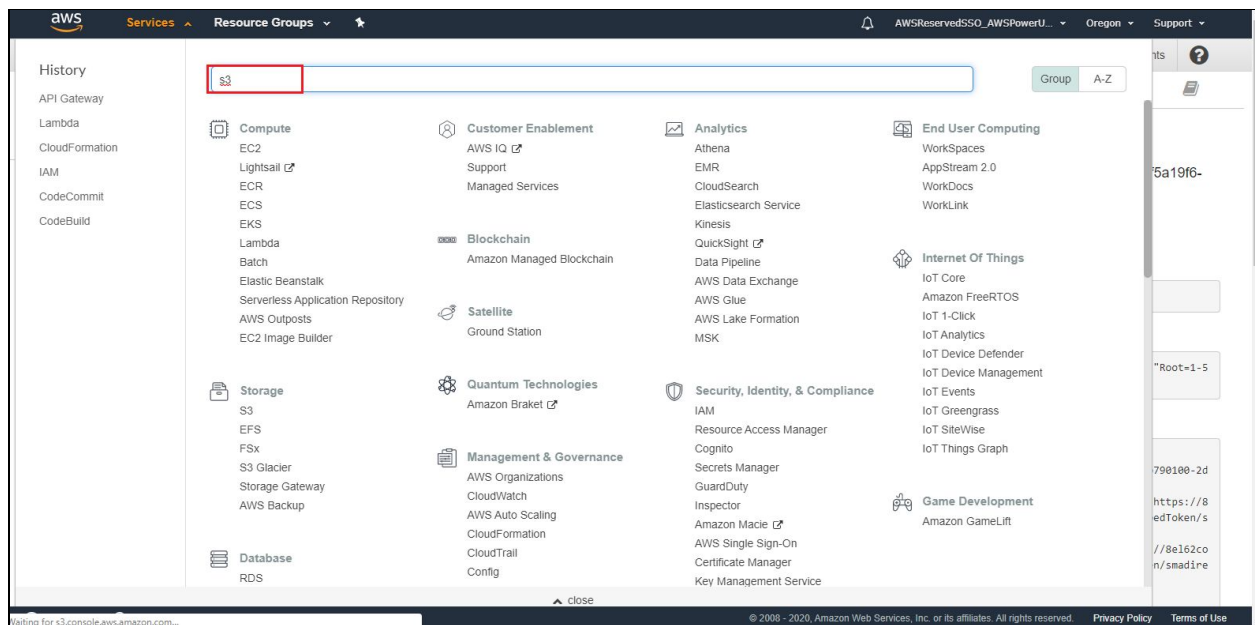 aws
Services
Resource Groups
AWSReservedSSO_AWSPowerU...
Oregon
Support
History
API Gateway
Lambda
CloudFormation
IAM
CodeCommit
CodeBuild
s3
Group
A-Z
Compute
EC2
Lightsail
ECR
ECS
EKS
Lambda
Batch
Elastic Beanstalk
Serverless Application Repository
AWS Outposts
EC2 Image Builder
Storage
S3
EFS
FSx
S3 Glacier
Storage Gateway
AWS Backup
Database
RDS
Customer Enablement
AWS IQ
Support
Managed Services
Blockchain
Amazon Managed Blockchain
Satellite
Ground Station
Quantum Technologies
Amazon Braket
Management & Governance
AWS Organizations
CloudWatch
AWS Auto Scaling
CloudFormation
CloudTrail
Config
Analytics
Athena
EMR
CloudSearch
Elasticsearch Service
Kinesis
QuickSight
Data Pipeline
AWS Data Exchange
AWS Glue
AWS Lake Formation
MSK
Security, Identity, & Compliance
IAM
Resource Access Manager
Cognito
Secrets Manager
GuardDuty
Inspector
Amazon Macie
AWS Single Sign-On
Certificate Manager
Key Management Service
End User Computing
WorkSpaces
AppStream 2.0
WorkDocs
WorkLink
Internet Of Things
IoT Core
Amazon FreeRTOS
IoT 1-Click
IoT Analytics
IoT Device Defender
IoT Device Management
IoT Events
IoT Greengrass
IoT SiteWise
IoT Things Graph
Game Development
Amazon GameLift
nts
f5a19f6-
"Root=1-5
790100-2d
https://8
edToken/s
//8el62co
n/smadire
close
Waiting for s3.console.aws.amazon.com...
© 2008 - 2020, Amazon Web Services, Inc. or its affiliates. All rights reserved.
Privacy Policy
Terms of Use